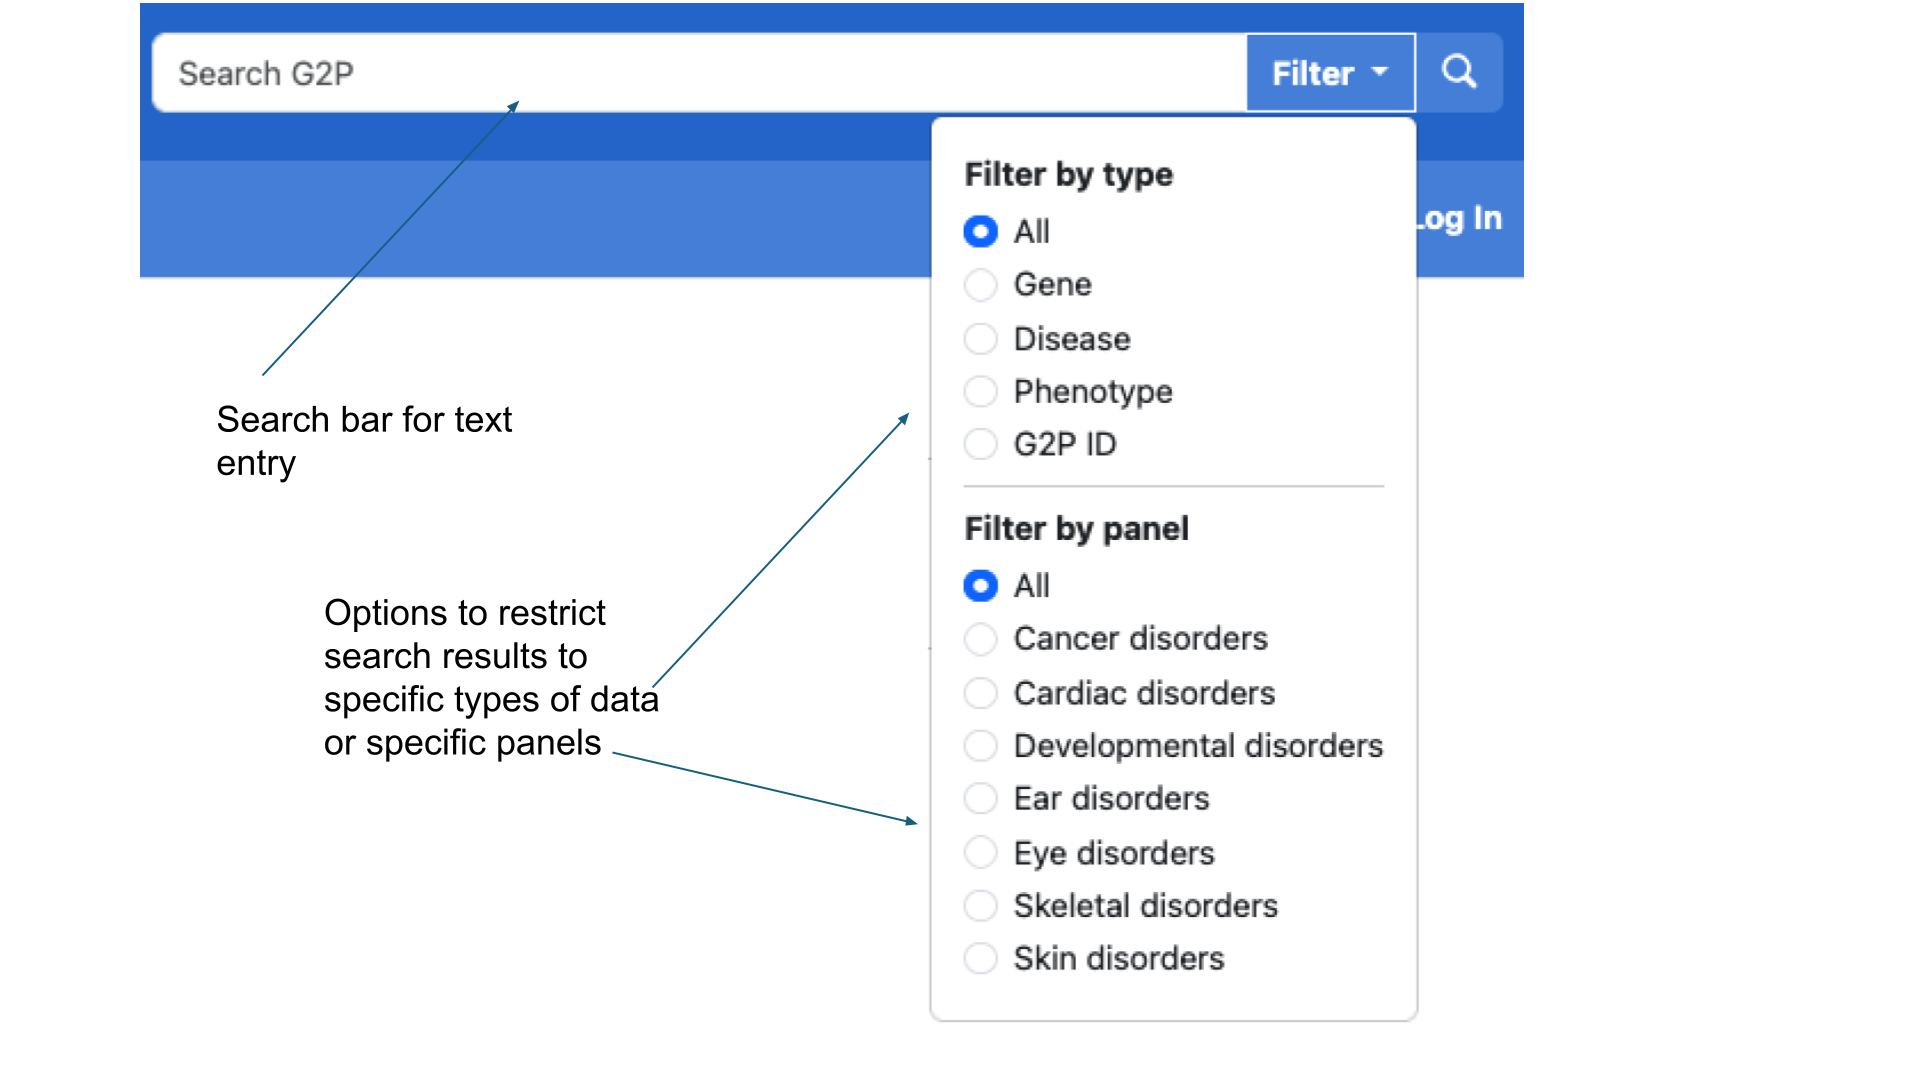 Search G2P
Filter
Filter by type
All
Gene
Disease
Phenotype
G2P ID
Log In
Filter by panel
All
Cancer disorders
Cardiac disorders
Developmental disorders
Ear disorders
Eye disorders
Skeletal disorders
Skin disorders
Search bar for text
entry
Options to restrict
search results to
specific types of data
or specific panels